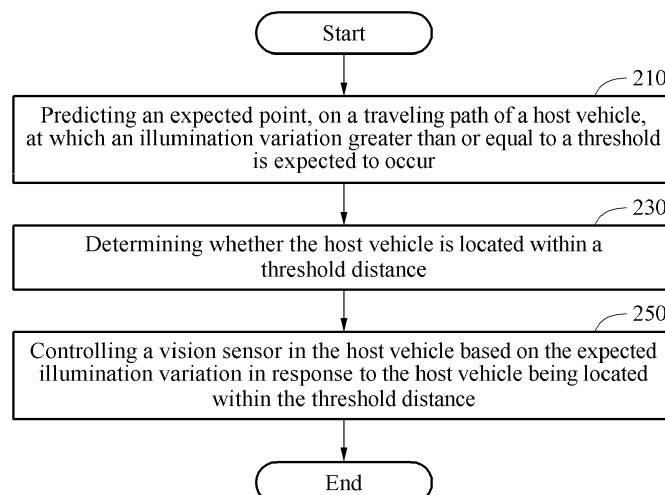 Start
210
Predicting an expected point, on a traveling path of a host vehicle,
at which an illumination variation greater than or equal to a threshold
is expected to occur
230
Determining whether the host vehicle is located within a
threshold distance
250
Controlling a vision sensor in the host vehicle based on the expected
illumination variation in response to the host vehicle being located
within the threshold distance
End